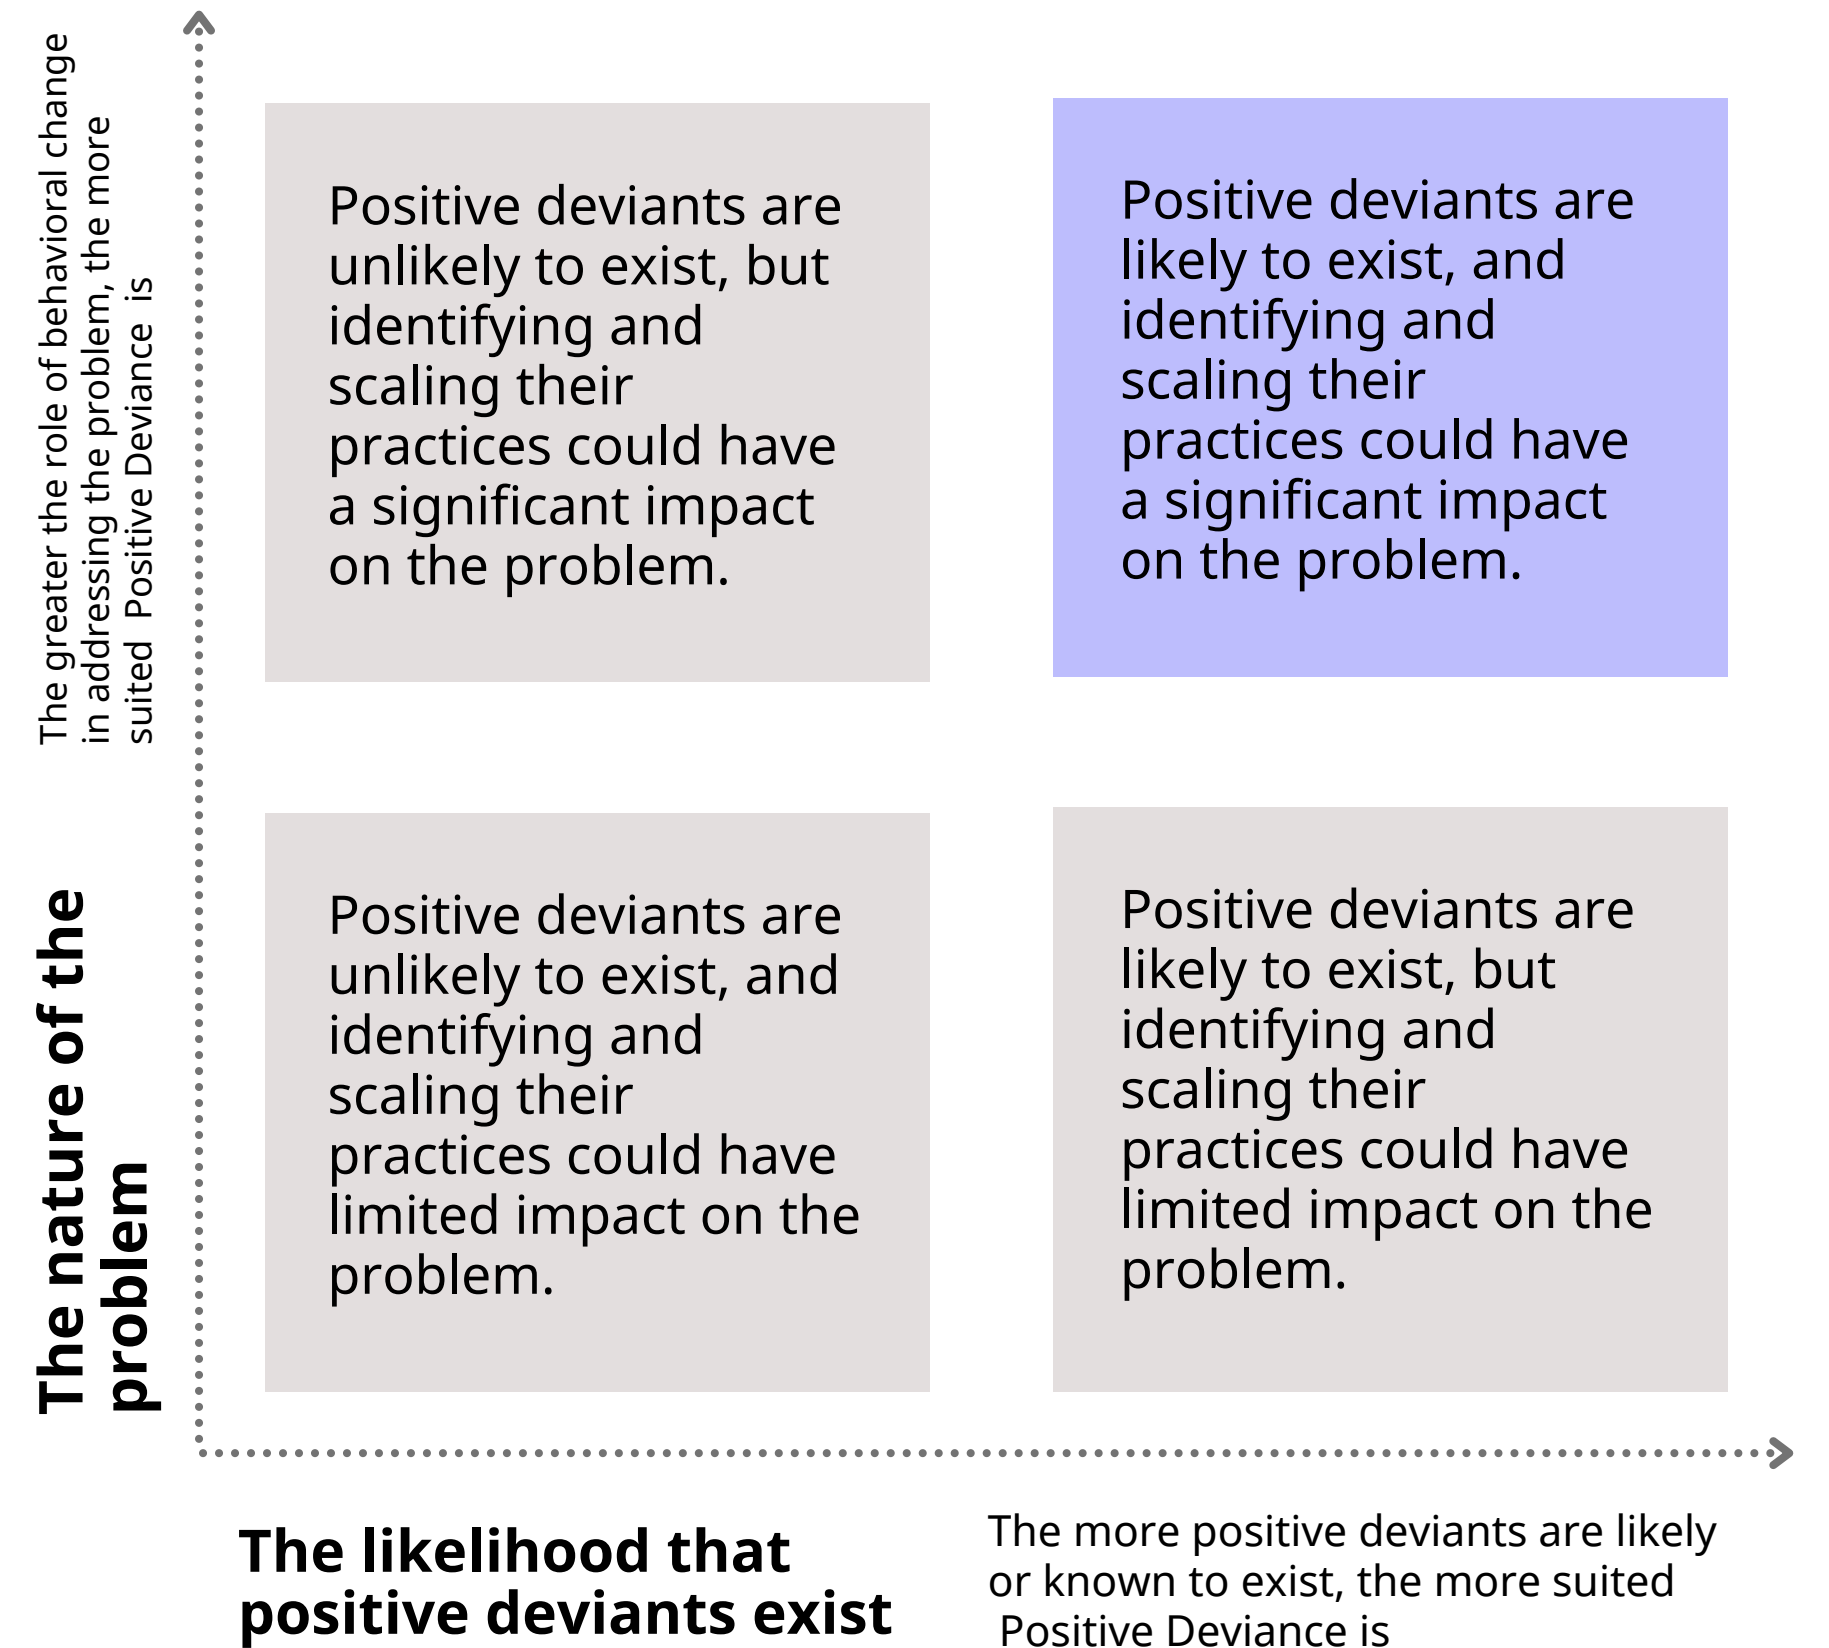 The greater the role of behavioral change
in addressing the problem, the more
suited Positive Deviance is
The nature of the
problem
Positive deviants are
unlikely to exist, but
identifying and
scaling their
practices could have
a significant impact
on the problem.
Positive deviants are
likely to exist, and
identifying and
scaling their
practices could have
a significant impact
on the problem.
Positive deviants are
unlikely to exist, and
identifying and
scaling their
practices could have
limited impact on the
problem.
Positive deviants are
likely to exist, but
identifying and
scaling their
practices could have
limited impact on the
problem.
The likelihood that
positive deviants exist
The more positive deviants are likely
or known to exist, the more suited
Positive Deviance is